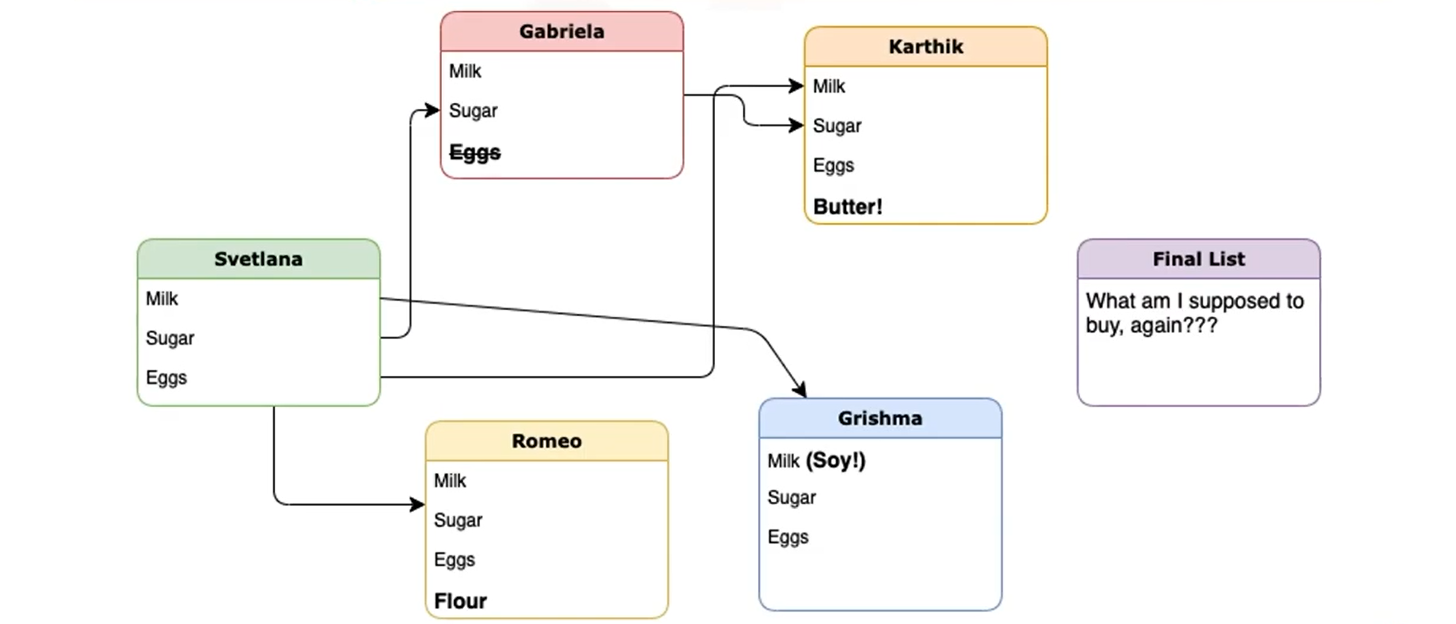 Gabriela
Milk
Sugar
Eggs
Karthik
Milk
Sugar
Eggs
Butter!
Svetlana
Milk
Sugar
Eggs
Final List
What am I supposed to
buy, again???
Romeo
Milk
Sugar
Eggs
Flour
Grishma
Milk (Soy!)
Sugar
Eggs